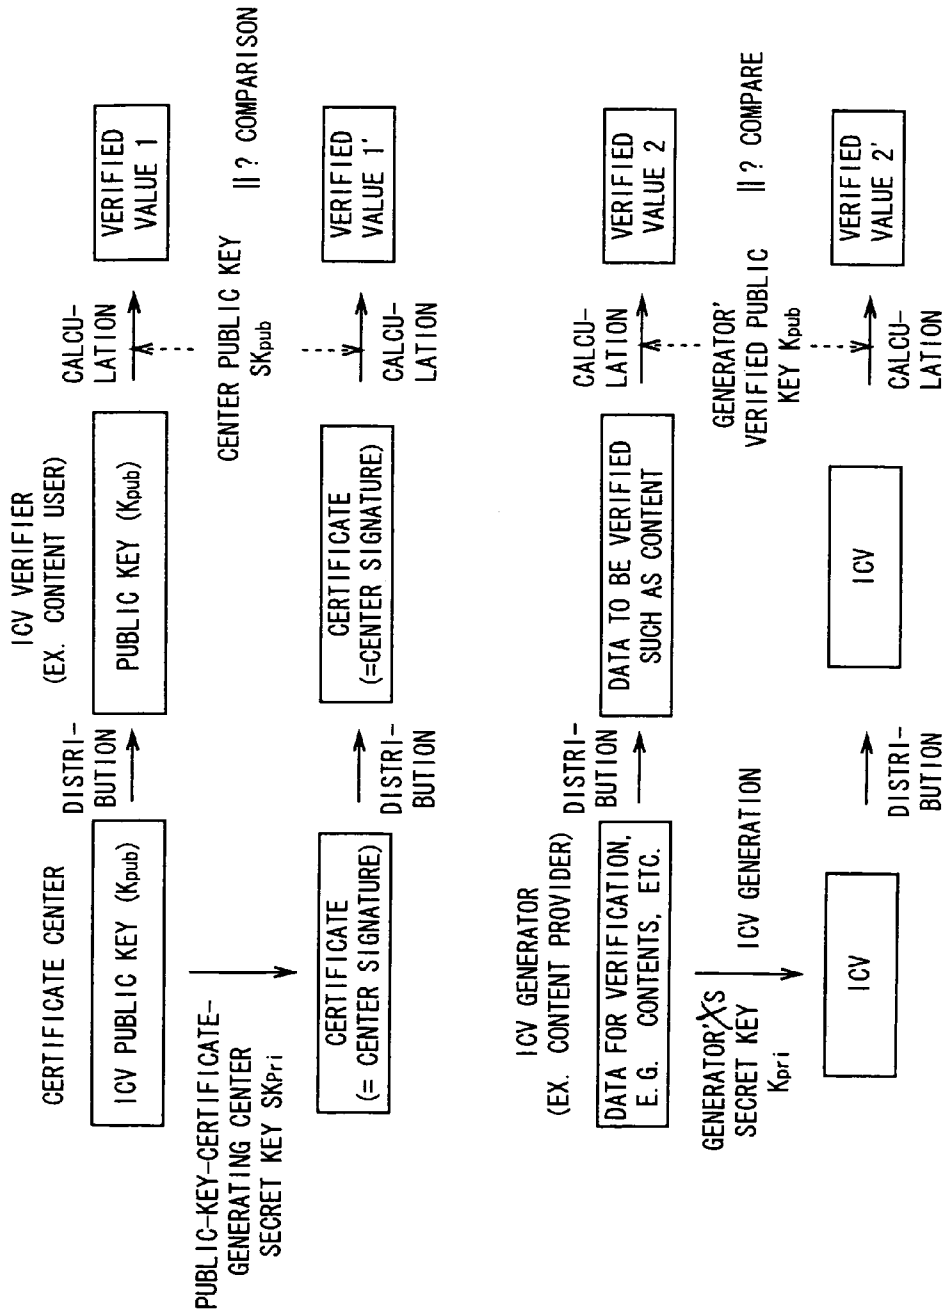 CERTIFICATE CENTER
ICV PUBLIC KEY (Kpub)
PUBLIC-KEY-CERTIFICATE-
GENERATING CENTER
SECRET KEY SKPri
CERTIFICATE
(= CENTER SIGNATURE)
DISTRI-
BUTION
DISTRI-
BUTION
ICV VERIFIER
(EX. CONTENT USER)
PUBLIC KEY (Kpub)
CERTIFICATE
(=CENTER SIGNATURE)
CALCU-
LATION
CENTER PUBLIC KEY
SKpub
CALCU-
LATION
VERIFIED
VALUE 1
||? COMPARISON
VERIFIED
VALUE 1'
ICV GENERATOR
(EX. CONTENT PROVIDER)
DATA FOR VERIFICATION,
E. G. CONTENTS, ETC.
GENERATOR'S
SECRET KEY
Kpri
ICV GENERATION
ICV
DISTRI-
BUTION
DISTRI-
BUTION
DATA TO BE VERIFIED
SUCH AS CONTENT
ICV
CALCU-
LATION
GENERATOR'
VERIFIED PUBLIC
KEY Kpub
CALCU-
LATION
VERIFIED
VALUE 2
||? COMPARE
VERIFIED
VALUE 2'